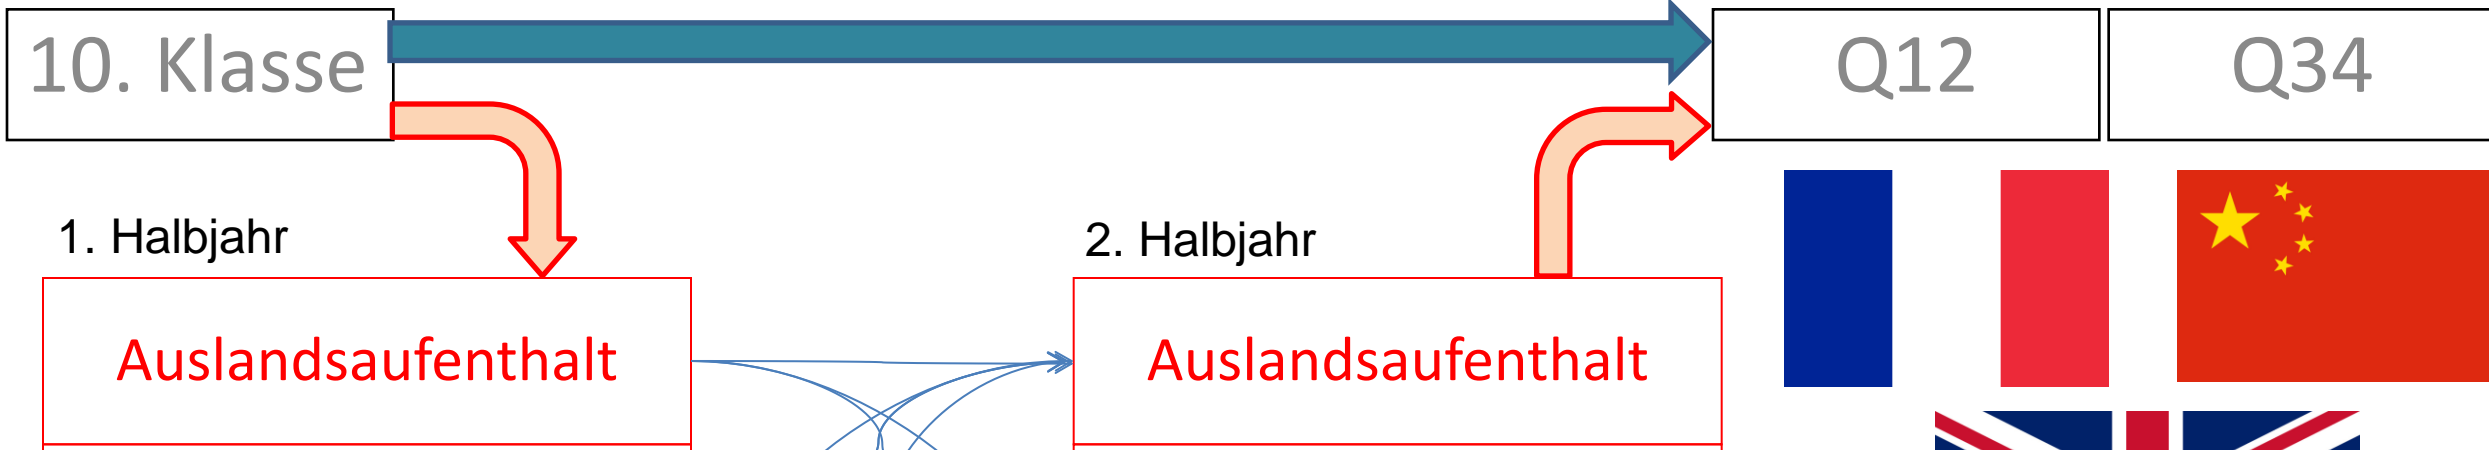 10. Klasse
Q12
Q34
1. Halbjahr
2. Halbjahr
Auslandsaufenthalt
Auslandsaufenthalt